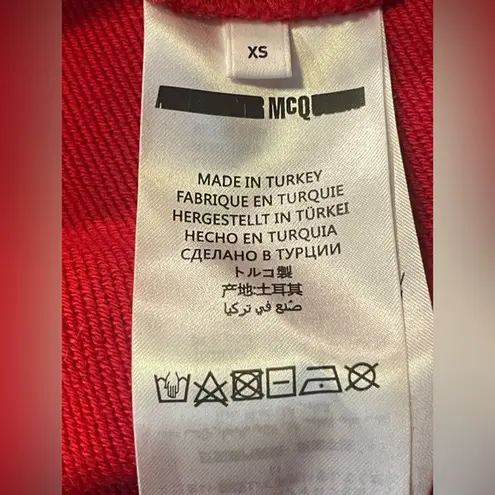 XS
McQ
MADE IN TURKEY
FABRIQUE EN TURQUIE
HERGESTELLT IN TÜRKEI
HECHO EN TURQUIA
СДЕЛАНО В ТУРЦИИ
トルコ製
产地:土耳其
صنع في تركيا